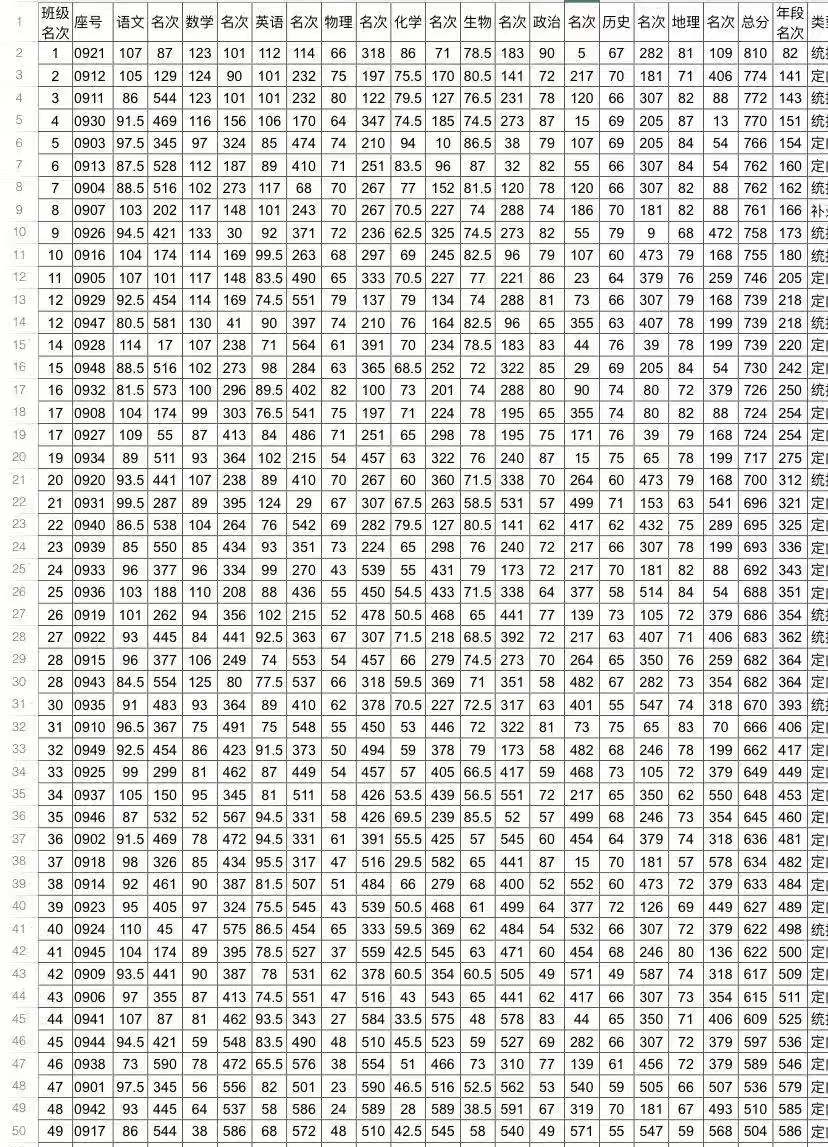 1 班级名次 座号 语文 名次 数学 名次 英语 名次 物理 名次 化学 名次 生物 名次 政治 名次 历史 名次 地理 名次 总分 年段名次 类
2 1 0921 107 87 123 101 112 114 66 318 86 71 78.5 183 90 5 67 282 81 109 810 82 统
3 2 0912 105 129 124 90 101 232 75 197 75.5 170 80.5 141 72 217 70 181 71 406 774 141 定
4 3 0911 86 544 123 101 101 232 80 122 79.5 127 76.5 231 78 120 66 307 82 88 772 143 统
5 4 0930 91.5 469 116 156 106 170 64 347 74.5 185 74.5 273 87 15 69 205 87 13 770 151 统
6 5 0903 97.5 345 97 324 85 474 74 210 94 10 86.5 38 79 107 69 205 84 54 766 154 定
7 6 0913 87.5 528 112 187 89 410 71 251 83.5 96 87 32 82 55 66 307 84 54 762 160 定
8 7 0904 88.5 516 102 273 117 68 70 267 77 152 81.5 120 78 120 66 307 82 88 762 162 统
9 8 0907 103 202 117 148 101 243 70 267 70.5 227 74 288 74 186 70 181 82 88 761 166 补
10 9 0926 94.5 421 133 30 92 371 72 236 62.5 325 74.5 273 82 55 79 9 68 472 758 173 统
11 10 0916 104 174 114 169 99.5 263 68 297 69 245 82.5 96 79 107 60 473 79 168 755 180 统
12 11 0905 107 101 117 148 83.5 490 65 333 70.5 227 77 221 86 23 64 379 76 259 746 205 定
13 12 0929 92.5 454 114 169 74.5 551 79 137 79 134 74 288 81 73 66 307 79 168 739 218 定
14 12 0947 80.5 581 130 41 90 397 74 210 76 164 82.5 96 65 355 63 407 78 199 739 218 统
15 14 0928 114 17 107 238 71 564 61 391 70 234 78.5 183 83 44 76 39 78 199 739 220 定
16 15 0948 88.5 516 102 273 98 284 63 365 68.5 252 72 322 85 29 69 205 84 54 730 242 定
17 16 0932 81.5 573 100 296 89.5 402 82 100 73 201 74 288 80 90 74 80 72 379 726 250 统
18 17 0908 104 174 99 303 76.5 541 75 197 71 224 78 195 65 355 74 80 82 88 724 254 定
19 17 0927 109 55 87 413 84 486 71 251 65 298 78 195 75 171 76 39 79 168 724 254 定
20 19 0934 89 511 93 364 102 215 54 457 63 322 76 240 87 15 75 65 78 199 717 275 定
21 20 0920 93.5 441 107 238 89 410 70 267 60 360 71.5 338 70 264 60 473 79 168 700 312 统
22 21 0931 99.5 287 89 395 124 29 67 307 67.5 263 58.5 531 57 499 71 153 63 541 696 321 定
23 22 0940 86.5 538 104 264 76 542 69 282 79.5 127 80.5 141 62 417 62 432 75 289 695 325 定
24 23 0939 85 550 85 434 93 351 73 224 65 298 76 240 72 217 66 307 78 199 693 336 定
25 24 0933 96 377 96 334 99 270 43 539 55 431 79 173 72 217 70 181 82 88 692 343 定
26 25 0936 103 188 110 208 88 436 55 450 54.5 433 71.5 338 64 377 58 514 84 54 688 351 定
27 26 0919 101 262 94 356 102 215 52 478 50.5 468 65 441 77 139 73 105 72 379 686 354 统
28 27 0922 93 445 84 441 92.5 363 67 307 71.5 218 68.5 392 72 217 63 407 71 406 683 362 统
29 28 0915 96 377 106 249 74 553 54 457 66 279 74.5 273 70 264 65 350 76 259 682 364 定
30 28 0943 84.5 554 125 80 77.5 537 66 318 59.5 369 71 351 58 482 67 282 73 354 682 364 定
31 30 0935 91 483 93 364 89 410 62 378 70.5 227 72.5 317 63 401 55 547 74 318 670 393 统
32 31 0910 96.5 367 75 491 75 548 55 450 53 446 72 322 81 73 75 65 83 70 666 406 定
33 32 0949 92.5 454 86 423 91.5 373 50 494 59 378 79 173 58 482 68 246 78 199 662 417 定
34 33 0925 99 299 81 462 87 449 54 457 57 405 66.5 417 59 468 73 105 72 379 649 449 定
35 34 0937 105 150 95 345 81 511 58 426 53.5 439 56.5 551 72 217 65 350 62 550 648 453 定
36 35 0946 87 532 52 567 94.5 331 58 426 69.5 239 85.5 52 57 499 68 246 73 354 645 460 定
37 36 0902 91.5 469 78 472 94.5 331 61 391 55.5 425 57 545 60 454 64 379 74 318 636 481 定
38 37 0918 98 326 85 434 95.5 317 47 516 29.5 582 65 441 87 15 70 181 57 578 634 482 定
39 38 0914 92 461 90 387 81.5 507 51 484 66 279 68 400 52 552 60 473 72 379 633 484 定
40 39 0923 95 405 97 324 75.5 545 43 539 50.5 468 61 499 64 377 72 126 69 449 627 489 定
41 40 0924 110 45 47 575 86.5 454 65 333 59.5 369 62 484 54 532 66 307 72 379 622 498 统
42 41 0945 104 174 89 395 78.5 527 37 559 42.5 545 63 471 60 454 68 246 80 136 622 500 定
43 42 0909 93.5 441 90 387 78 531 62 378 60.5 354 60.5 505 49 571 49 587 74 318 617 509 定
44 43 0906 97 355 87 413 74.5 551 47 516 43 543 65 441 62 417 66 307 73 354 615 511 定
45 44 0941 107 87 81 462 93.5 343 27 584 33.5 575 48 578 83 44 65 350 71 406 609 525 统
46 45 0944 94.5 421 59 548 83.5 490 48 510 45.5 523 59 527 69 282 66 307 72 379 597 536 定
47 46 0938 73 590 78 472 65.5 576 38 554 51 466 73 310 77 139 61 456 72 379 589 546 定
48 47 0901 97.5 345 56 556 82 501 23 590 46.5 516 52.5 562 53 540 59 505 66 507 536 579 定
49 48 0942 93 445 64 537 58 586 24 589 28 589 38.5 591 67 319 70 181 67 493 510 585 定
50 49 0917 86 544 38 586 68 572 48 510 42.5 545 58 540 49 571 55 547 59 568 504 586 定